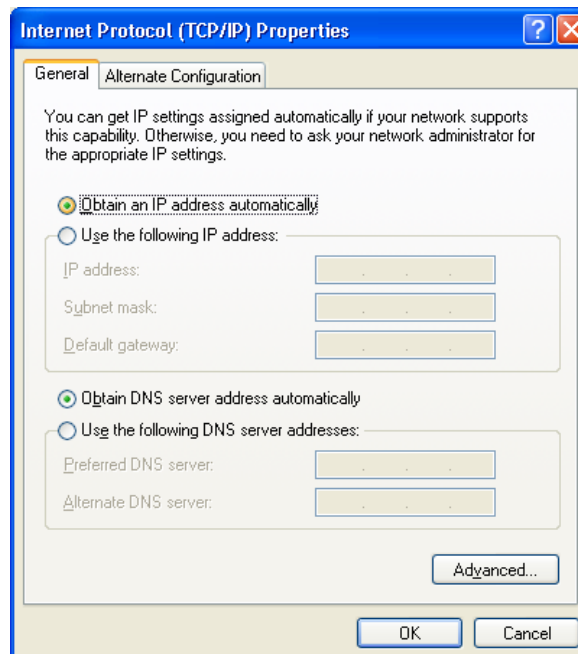 Internet Protocol (TCP/IP) Properties
General
Alternate Configuration
You can get IP settings assigned automatically if your network supports
this capability. Otherwise, you need to ask your network administrator for
the appropriate IP settings.
Obtain an IP address automatically
Use the following IP address:
IP address:
Subnet mask:
Default gateway:
Obtain DNS server address automatically
Use the following DNS server addresses:
Preferred DNS server:
Alternate DNS server:
Advanced...
OK
Cancel